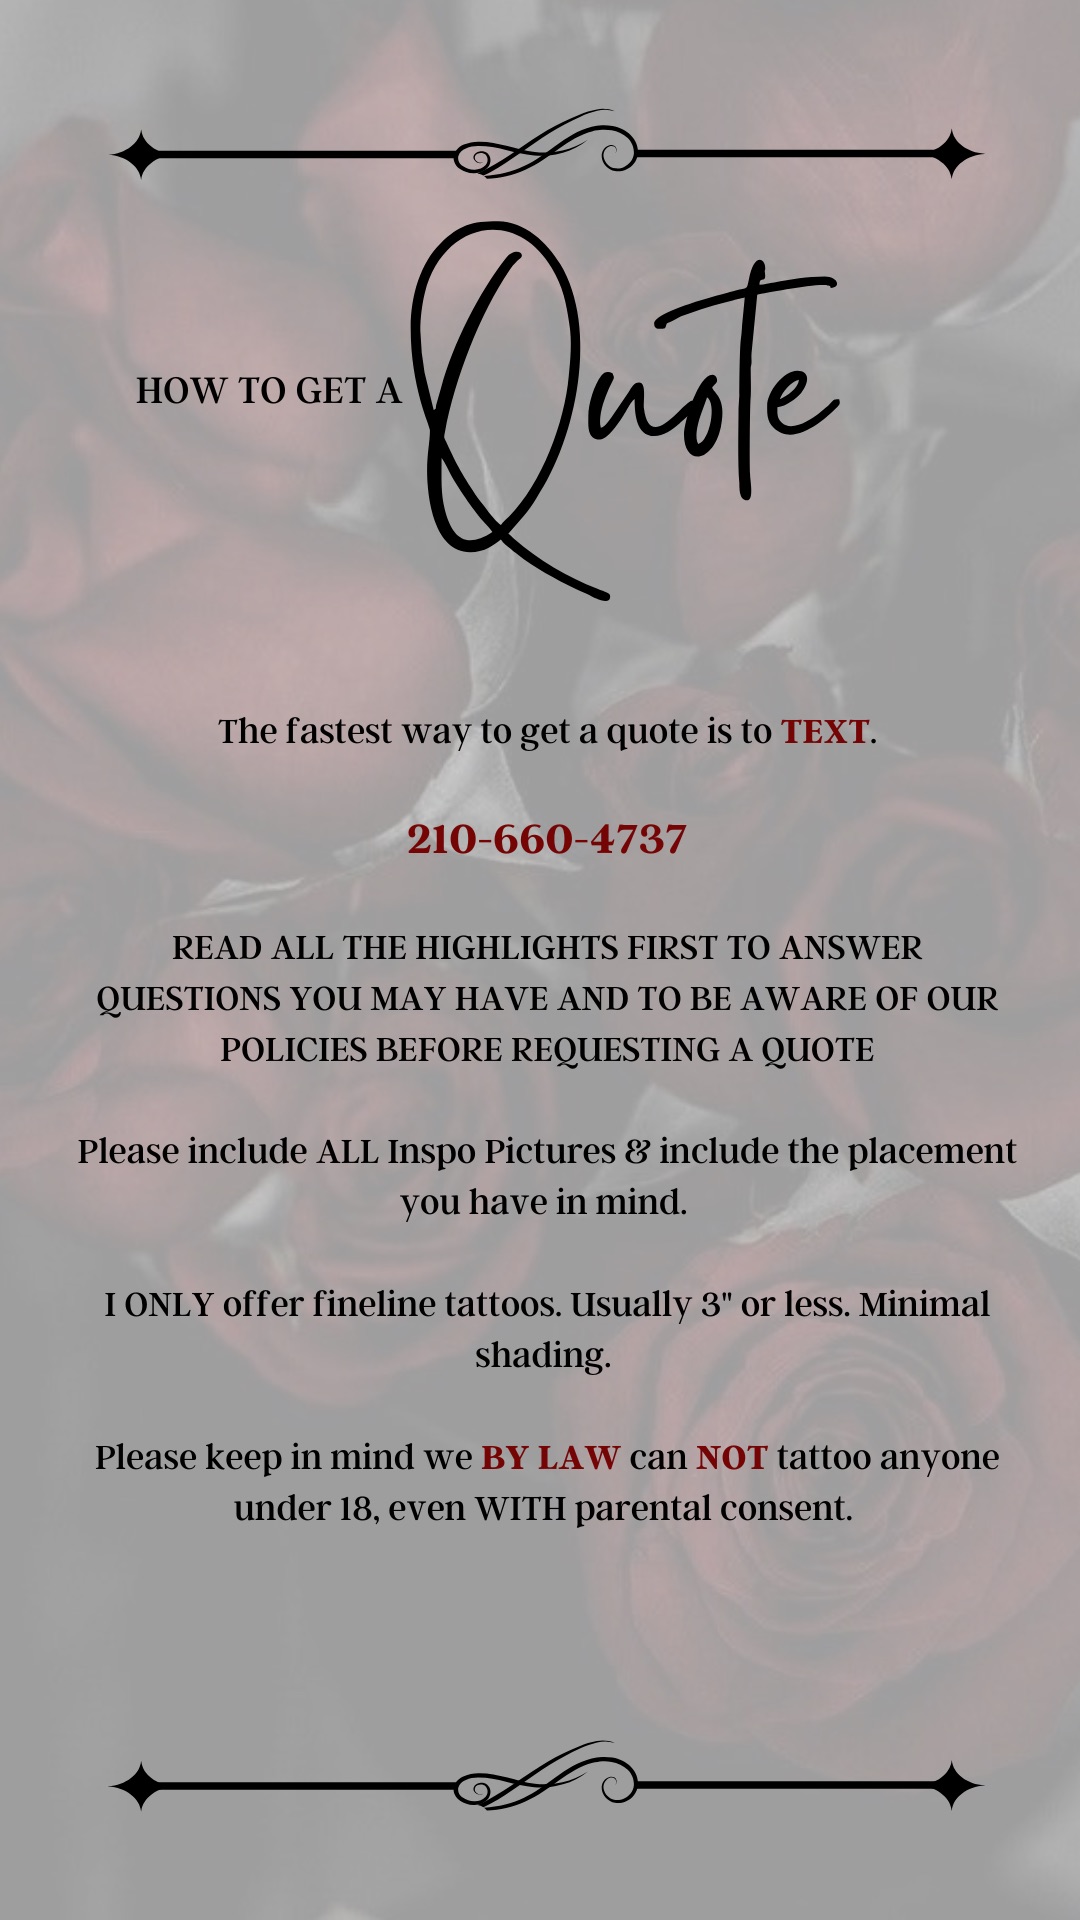 HOW TO GET A Quote
The fastest way to get a quote is to TEXT.
210-660-4737
READ ALL THE HIGHLIGHTS FIRST TO ANSWER
QUESTIONS YOU MAY HAVE AND TO BE AWARE OF OUR
POLICIES BEFORE REQUESTING A QUOTE
Please include ALL Inspo Pictures & include the placement
you have in mind.
I ONLY offer fineline tattoos. Usually 3" or less. Minimal
shading.
Please keep in mind we BY LAW can NOT tattoo anyone
under 18, even WITH parental consent.